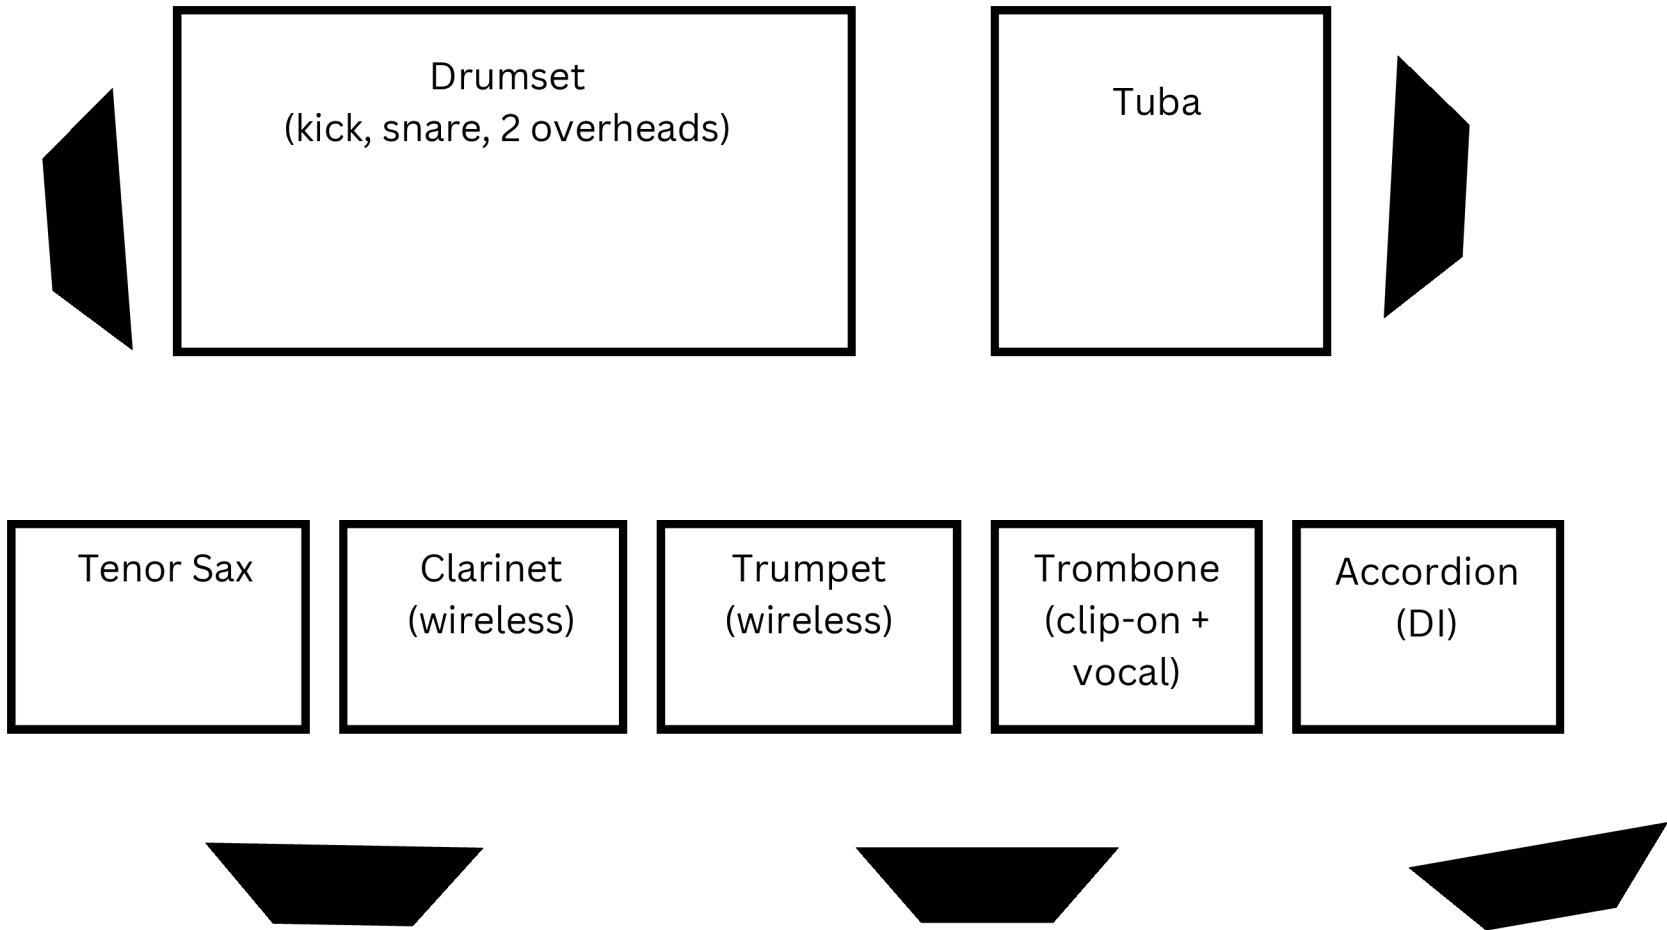 Drumset
(kick, snare, 2 overheads)
Tuba
Tenor Sax
Clarinet
(wireless)
Trumpet
(wireless)
Trombone
(clip-on +
vocal)
Accordion
(DI)